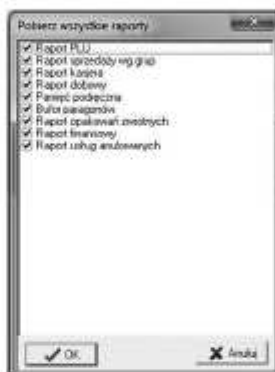 Pobierz wszystkie raporty
Raport PLU
Raport sprzedaży wg grup
Raport kasjera
Raport dobowy
Pamięć podręczna
Bufor paragonów
Raport opakowań zwrotnych
Raport finansowy
Raport usług anulowanych
OK
Anuluj